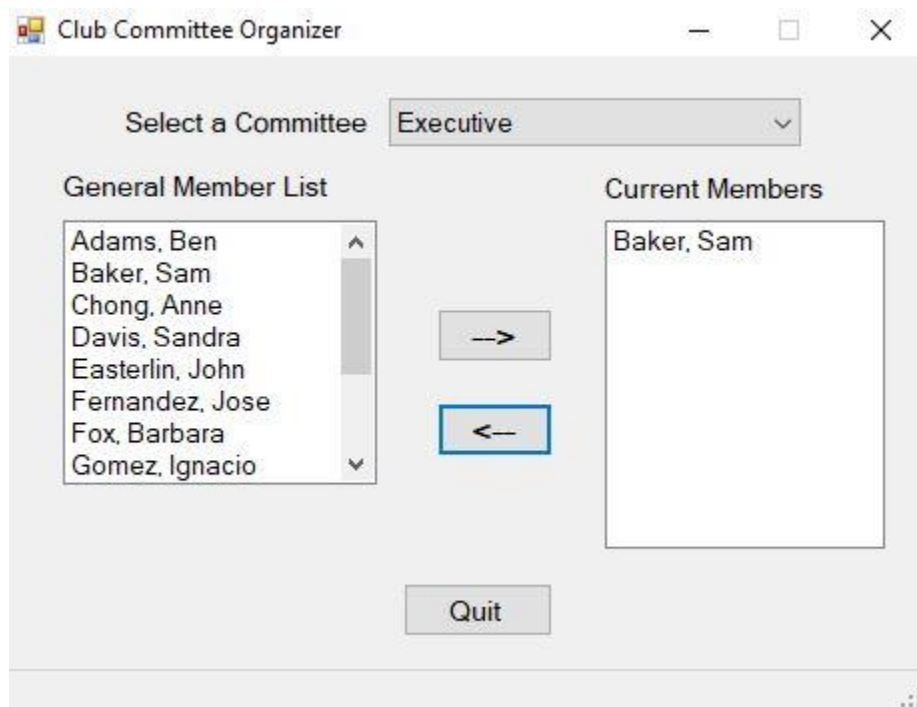 Club Committee Organizer
Select a Committee Executive
General Member List
Current Members
Adams, Ben
Baker, Sam
Chong, Anne
Davis, Sandra
Easterlin, John
Fernandez, Jose
Fox, Barbara
Gomez, Ignacio
-->
<--
Baker, Sam
Quit